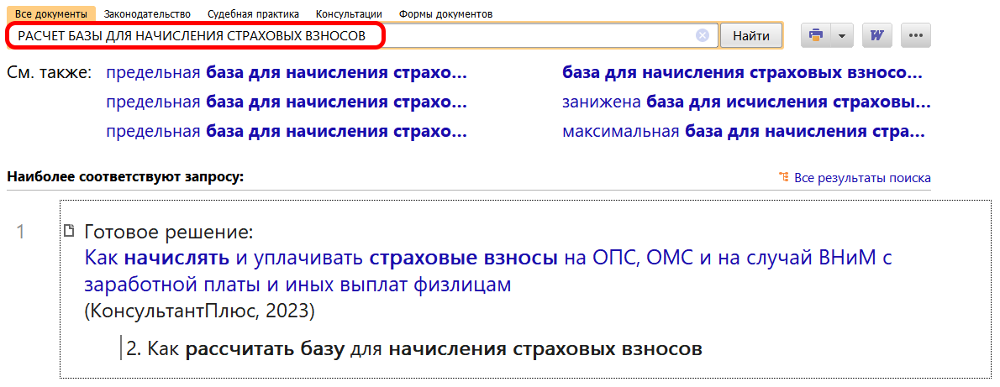 Все документы Законодательство Судебная практика Консультации Формы документов
РАСЧЕТ БАЗЫ ДЛЯ НАЧИСЛЕНИЯ СТРАХОВЫХ ВЗНОСОВ Найти W
См. также: предельная база для начисления страхо... база для начисления страховых взносо...
предельная база для начисления страхо... занижена база для исчисления страховы...
предельная база для начисления страхо... максимальная база для начисления стра...
Наиболее соответствуют запросу: Все результаты поиска
1 Готовое решение:
Как начислять и уплачивать страховые взносы на ОПС, ОМС и на случай ВНиМ с
заработной платы и иных выплат физлицам
(КонсультантПлюс, 2023)
2. Как рассчитать базу для начисления страховых взносов